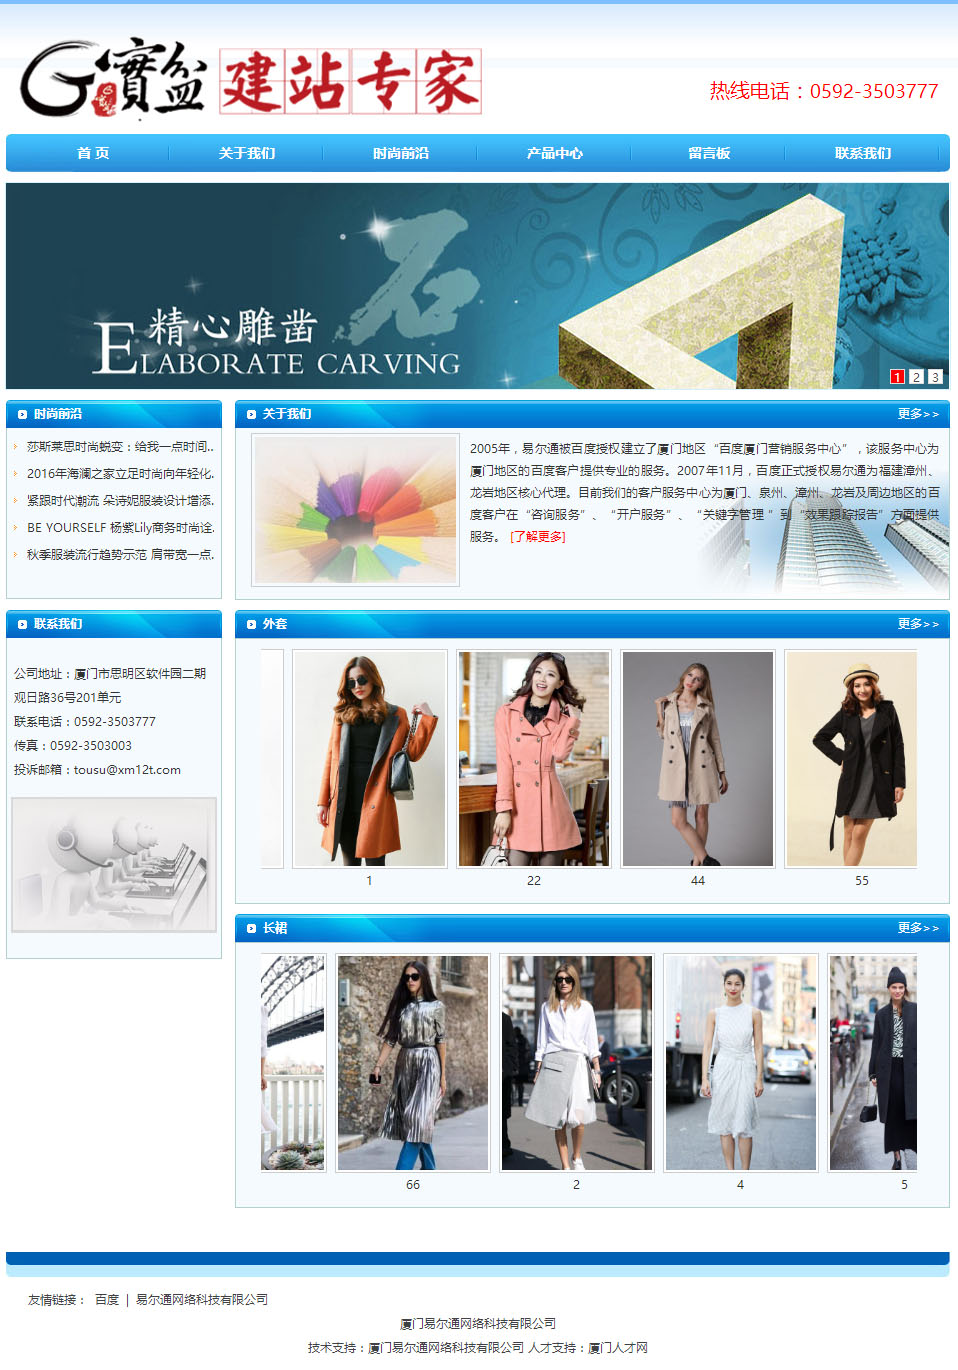 實盆 建站专家
热线电话：0592-3503777
首 页 关于我们 时尚前沿 产品中心 留言板 联系我们
石
精心雕凿
ELABORATE CARVING
1 2 3
时尚前沿
莎斯莱思时尚蜕变：给我一点时间..
2016年海澜之家立足时尚向年轻化.
紧跟时代潮流 朵诗妮服装设计增添.
BE YOURSELF 杨紫Lily商务时尚诠.
秋季服装流行趋势示范 肩带宽一点.
关于我们 更多>>
2005年，易尔通被百度授权建立了厦门地区“百度厦门营销服务中心”，该服务中心为
厦门地区的百度客户提供专业的服务。2007年11月，百度正式授权易尔通为福建漳州、
龙岩地区核心代理。目前我们的客户服务中心为厦门、泉州、漳州、龙岩及周边地区的百
度客户在“咨询服务”、“开户服务”、“关键字管理 ”到“效果跟踪报告”方面提供
服务。 [了解更多]
联系我们
公司地址：厦门市思明区软件园二期
观日路36号201单元
联系电话：0592-3503777
传真：0592-3503003
投诉邮箱：tousu@xm12t.com
外套 更多>>
1 22 44 55
长裙 更多>>
66 2 4 5
友情链接： 百度 | 易尔通网络科技有限公司
厦门易尔通网络科技有限公司
技术支持：厦门易尔通网络科技有限公司 人才支持：厦门人才网